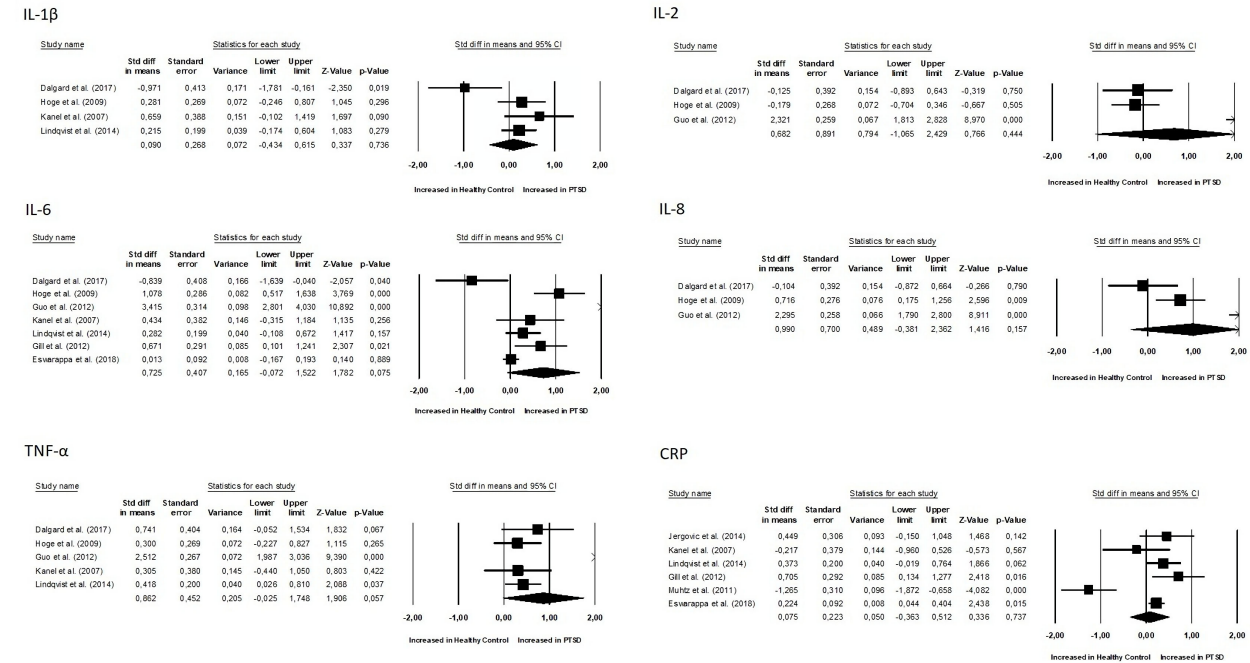 IL-1β
Study name Statistics for each study Std diff in means and 95% CI
Std diff in means Standard error Variance Lower limit Upper limit Z-Value p-Value
Dalgard et al. (2017) -0,971 0,413 0,171 -1,781 -0,161 -2,350 0,019
Hoge et al. (2009) 0,281 0,269 0,072 -0,246 0,807 1,045 0,296
Kanel et al. (2007) 0,659 0,388 0,151 -0,102 1,419 1,697 0,090
Lindqvist et al. (2014) 0,215 0,199 0,039 -0,174 0,604 1,083 0,279
0,090 0,268 0,072 -0,434 0,615 0,337 0,736
-2,00 -1,00 0,00 1,00 2,00
Increased in Healthy Control Increased in PTSD
IL-2
Study name Statistics for each study Std diff in means and 95% CI
Std diff in means Standard error Variance Lower limit Upper limit Z-Value p-Value
Dalgard et al. (2017) -0,125 0,392 0,154 -0,893 0,643 -0,319 0,750
Hoge et al. (2009) -0,179 0,268 0,072 -0,704 0,346 -0,667 0,505
Guo et al. (2012) 2,321 0,259 0,067 1,813 2,828 8,970 0,000
0,682 0,891 0,794 -1,065 2,429 0,766 0,444
-2,00 -1,00 0,00 1,00 2,00
Increased in Healthy Control Increased in PTSD
IL-6
Study name Statistics for each study Std diff in means and 95% CI
Std diff in means Standard error Variance Lower limit Upper limit Z-Value p-Value
Dalgard et al. (2017) -0,839 0,408 0,166 -1,639 -0,040 -2,057 0,040
Hoge et al. (2009) 1,078 0,286 0,082 0,517 1,638 3,769 0,000
Guo et al. (2012) 3,415 0,314 0,098 2,801 4,030 10,892 0,000
Kanel et al. (2007) 0,434 0,382 0,146 -0,315 1,184 1,135 0,256
Lindqvist et al. (2014) 0,282 0,199 0,040 -0,108 0,672 1,417 0,157
Gill et al. (2012) 0,671 0,291 0,085 0,101 1,241 2,307 0,021
Eswarappa et al. (2018) 0,013 0,092 0,008 -0,167 0,193 0,140 0,889
0,725 0,407 0,165 -0,072 1,522 1,782 0,075
-2,00 -1,00 0,00 1,00 2,00
Increased in Healthy Control Increased in PTSD
IL-8
Study name Statistics for each study Std diff in means and 95% CI
Std diff in means Standard error Variance Lower limit Upper limit Z-Value p-Value
Dalgard et al. (2017) -0,104 0,392 0,154 -0,872 0,664 -0,266 0,790
Hoge et al. (2009) 0,716 0,276 0,076 0,175 1,256 2,596 0,009
Guo et al. (2012) 2,295 0,258 0,066 1,790 2,800 8,911 0,000
0,990 0,700 0,489 -0,381 2,362 1,416 0,157
-2,00 -1,00 0,00 1,00 2,00
Increased in Healthy Control Increased in PTSD
TNF-α
Study name Statistics for each study Std diff in means and 95% CI
Std diff in means Standard error Variance Lower limit Upper limit Z-Value p-Value
Dalgard et al. (2017) 0,741 0,404 0,164 -0,052 1,534 1,832 0,067
Hoge et al. (2009) 0,300 0,269 0,072 -0,227 0,827 1,115 0,265
Guo et al. (2012) 2,512 0,267 0,072 1,987 3,036 9,390 0,000
Kanel et al. (2007) 0,305 0,380 0,145 -0,440 1,050 0,803 0,422
Lindqvist et al. (2014) 0,418 0,200 0,040 0,026 0,810 2,088 0,037
0,862 0,452 0,205 -0,025 1,748 1,906 0,057
-2,00 -1,00 0,00 1,00 2,00
Increased in Healthy Control Increased in PTSD
CRP
Study name Statistics for each study Std diff in means and 95% CI
Std diff in means Standard error Variance Lower limit Upper limit Z-Value p-Value
Jergovic et al. (2014) 0,449 0,306 0,093 -0,150 1,048 1,468 0,142
Kanel et al. (2007) -0,217 0,379 0,144 -0,960 0,526 -0,573 0,567
Lindqvist et al. (2014) 0,373 0,200 0,040 -0,019 0,764 1,866 0,062
Gill et al. (2012) 0,705 0,292 0,085 0,134 1,277 2,418 0,016
Muhtz et al. (2011) -1,265 0,310 0,096 -1,872 -0,658 -4,082 0,000
Eswarappa et al. (2018) 0,224 0,092 0,008 0,044 0,404 2,438 0,015
0,075 0,223 0,050 -0,363 0,512 0,336 0,737
-2,00 -1,00 0,00 1,00 2,00
Increased in Healthy Control Increased in PTSD